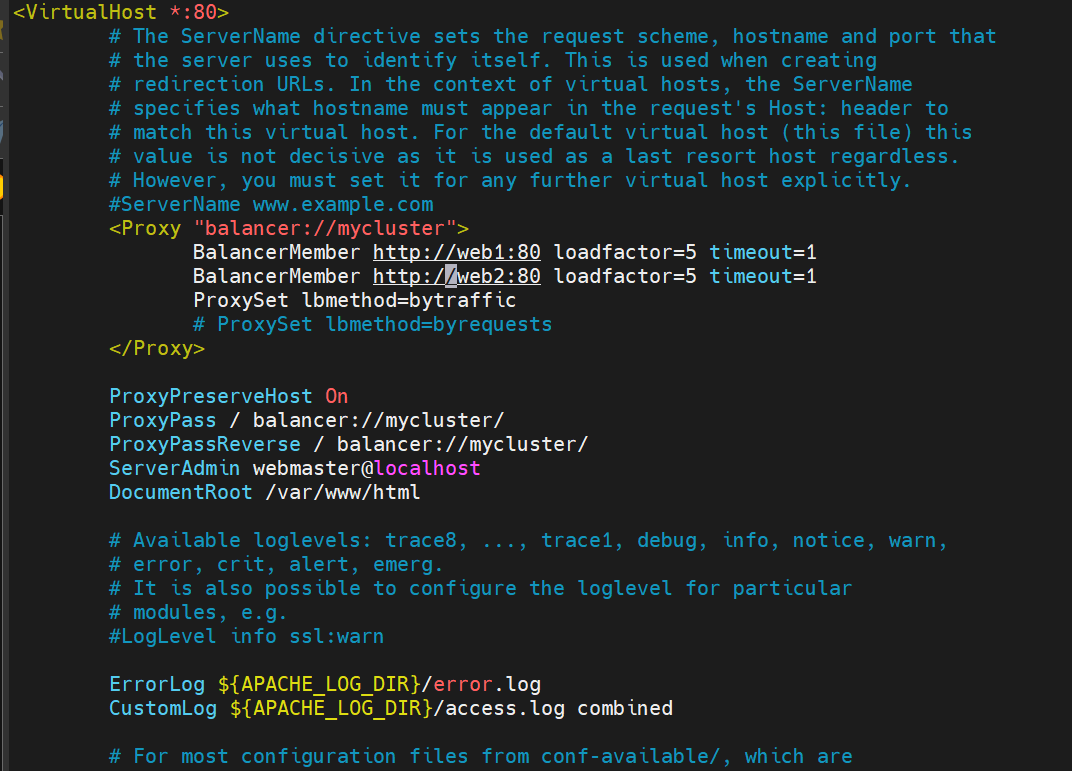 <VirtualHost *:80>
# The ServerName directive sets the request scheme, hostname and port that
# the server uses to identify itself. This is used when creating
# redirection URLs. In the context of virtual hosts, the ServerName
# specifies what hostname must appear in the request's Host: header to
# match this virtual host. For the default virtual host (this file) this
# value is not decisive as it is used as a last resort host regardless.
# However, you must set it for any further virtual host explicitly.
#ServerName www.example.com
<Proxy "balancer://mycluster">
BalancerMember http://web1:80 loadfactor=5 timeout=1
BalancerMember http://web2:80 loadfactor=5 timeout=1
ProxySet lbmethod=bytraffic
# ProxySet lbmethod=byrequests
</Proxy>
ProxyPreserveHost On
ProxyPass / balancer://mycluster/
ProxyPassReverse / balancer://mycluster/
ServerAdmin webmaster@localhost
DocumentRoot /var/www/html
# Available loglevels: trace8, ..., trace1, debug, info, notice, warn,
# error, crit, alert, emerg.
# It is also possible to configure the loglevel for particular
# modules, e.g.
#LogLevel info ssl:warn
ErrorLog ${APACHE_LOG_DIR}/error.log
CustomLog ${APACHE_LOG_DIR}/access.log combined
# For most configuration files from conf-available/, which are